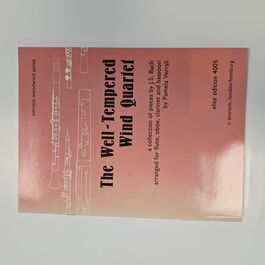 simrock woodwind series
The Well-Tempered
Wind Quartet
a collection of pieces by J.S. Bach
arranged for flute, oboe, clarinet and bassoon
by Pamela Verrall
elite edition 4005
n simrock: london/hamburg